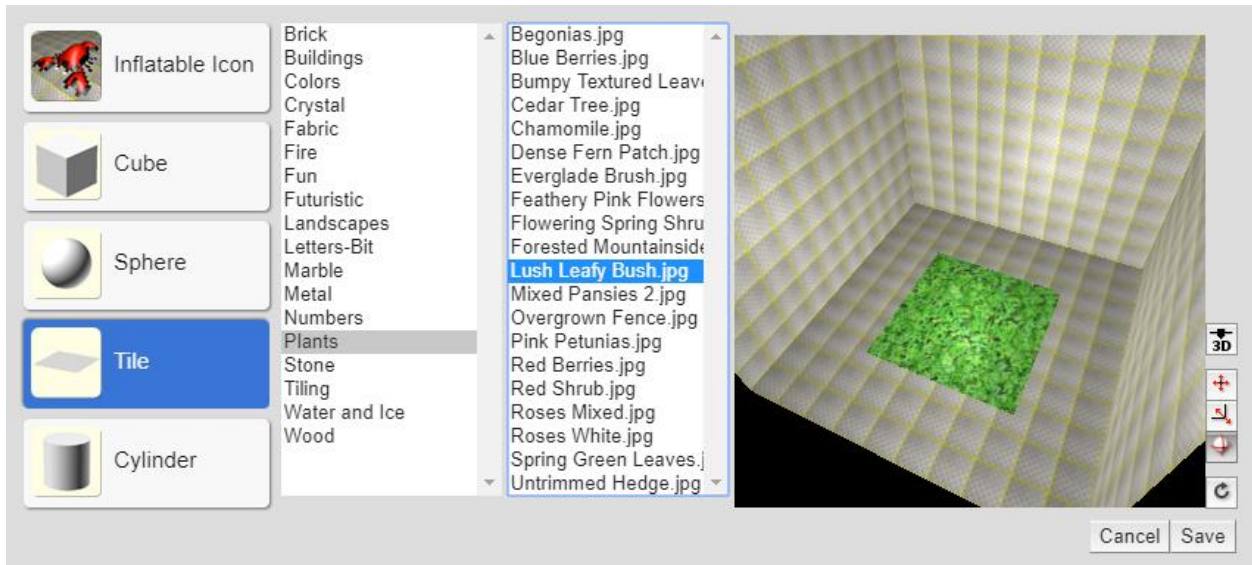 Inflatable Icon
Cube
Sphere
Tile
Cylinder
Brick
Buildings
Colors
Crystal
Fabric
Fire
Fun
Futuristic
Landscapes
Letters-Bit
Marble
Metal
Numbers
Plants
Stone
Tiling
Water and Ice
Wood
Begonias.jpg
Blue Berries.jpg
Bumpy Textured Leav
Cedar Tree.jpg
Chamomile.jpg
Dense Fern Patch.jpg
Everglade Brush.jpg
Feathery Pink Flowers
Flowering Spring Shru
Forested Mountainside
Lush Leafy Bush.jpg
Mixed Pansies 2.jpg
Overgrown Fence.jpg
Pink Petunias.jpg
Red Berries.jpg
Red Shrub.jpg
Roses Mixed.jpg
Roses White.jpg
Spring Green Leaves.j
Untrimmed Hedge.jpg
3D
Cancel
Save